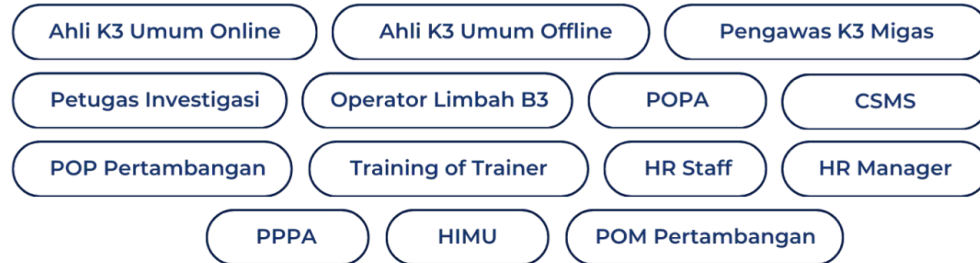 Ahli K3 Umum Online Ahli K3 Umum Offline Pengawas K3 Migas
Petugas Investigasi Operator Limbah B3 POPA CSMS
POP Pertambangan Training of Trainer HR Staff HR Manager
PPPA HIMU POM Pertambangan